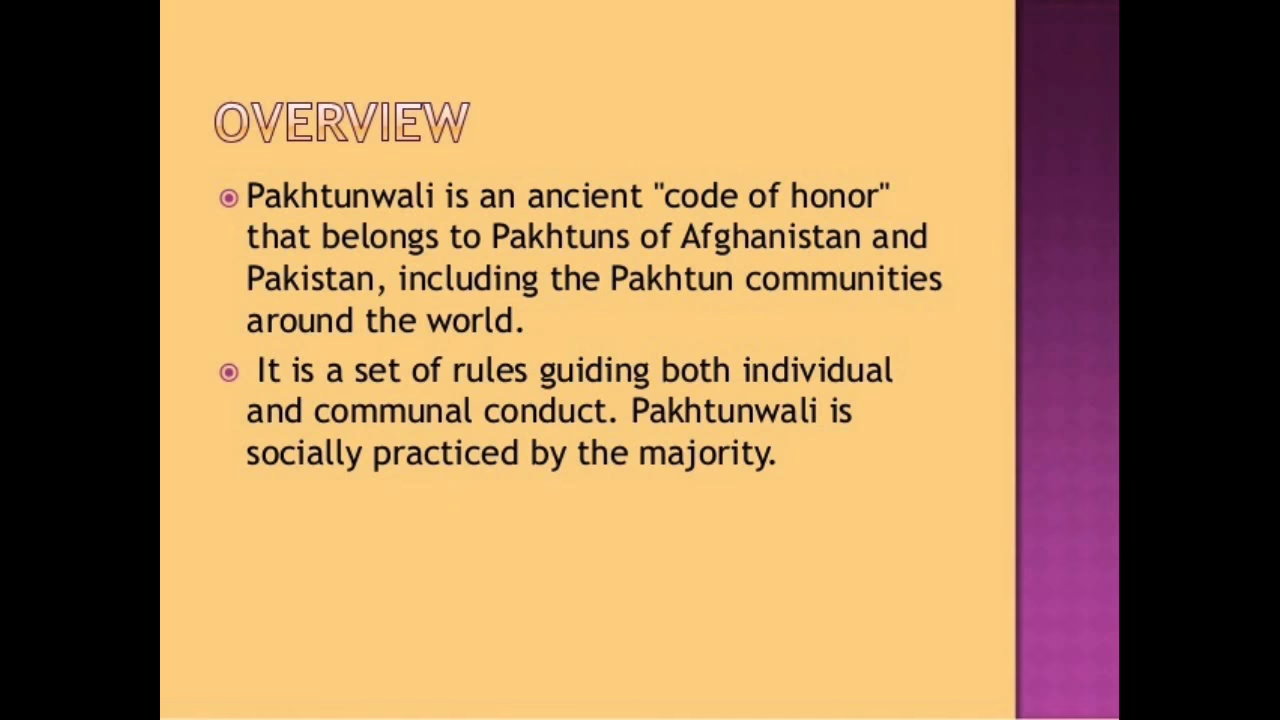 OVERVIEW
Pakhtunwali is an ancient "code of honor"
that belongs to Pakhtuns of Afghanistan and
Pakistan, including the Pakhtun communities
around the world.
It is a set of rules guiding both individual
and communal conduct. Pakhtunwali is
socially practiced by the majority.